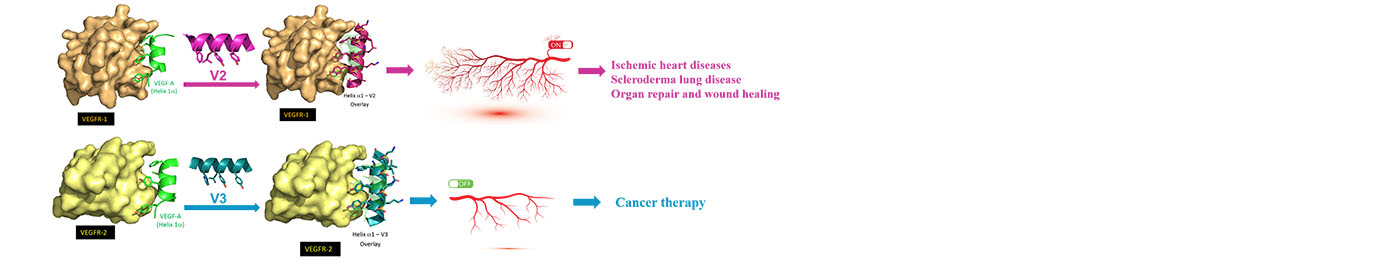 V2
VEGF-A
(Helix 1α)
VEGFR-1
Helix α1 – V2
Overlay
VEGFR-1
ON
Ischemic heart diseases
Scleroderma lung disease
Organ repair and wound healing
V3
VEGF-A
(Helix 1α)
VEGFR-2
Helix α1 – V3
Overlay
VEGFR-2
OFF
Cancer therapy